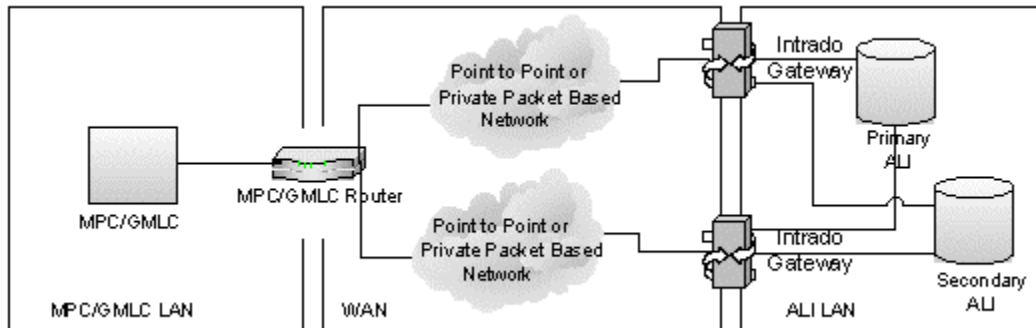 Point to Point or
Private Packet Based
Network
Intrado
Gateway
Primary
ALI
MPC/GMLC
MPC/GMLC Router
Point to Point or
Private Packet Based
Network
Intrado
Gateway
Secondary
ALI
MPC/GMLC LAN
WAN
ALI LAN